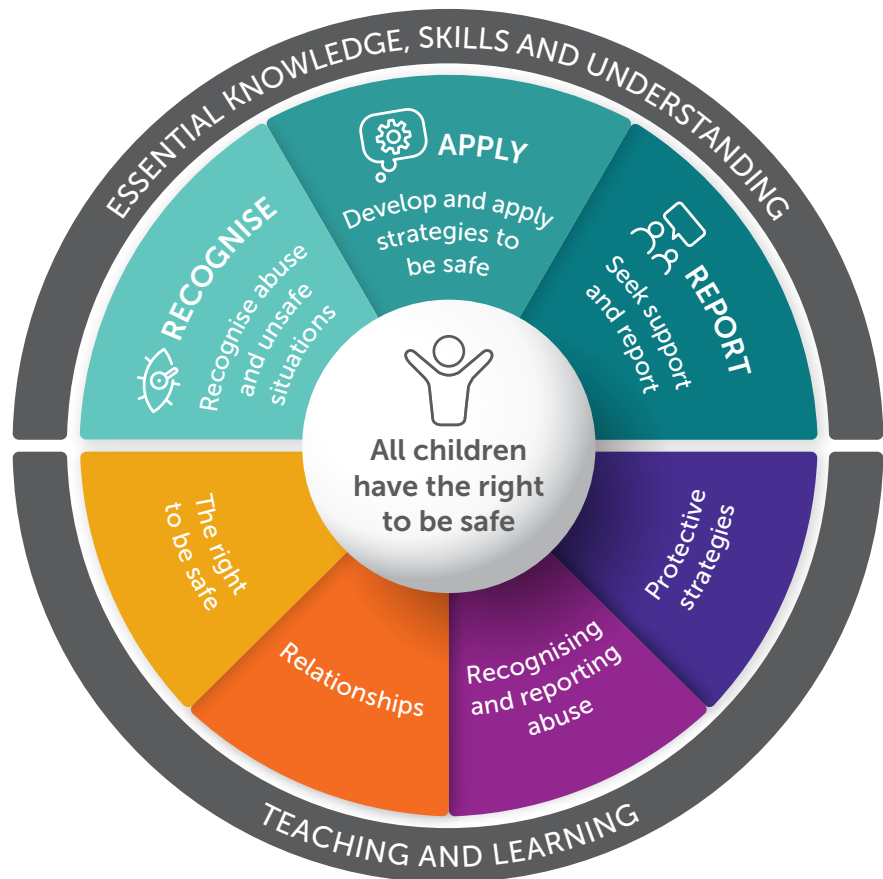 ESSENTIAL KNOWLEDGE, SKILLS AND UNDERSTANDING
RECOGNISE
Recognise abuse
and unsafe
situations
APPLY
Develop and apply
strategies to
be safe
REPORT
Seek support
and report
All children
have the right
to be safe
The right
to be safe
Relationships
Recognising
and reporting
abuse
Protective
strategies
TEACHING AND LEARNING